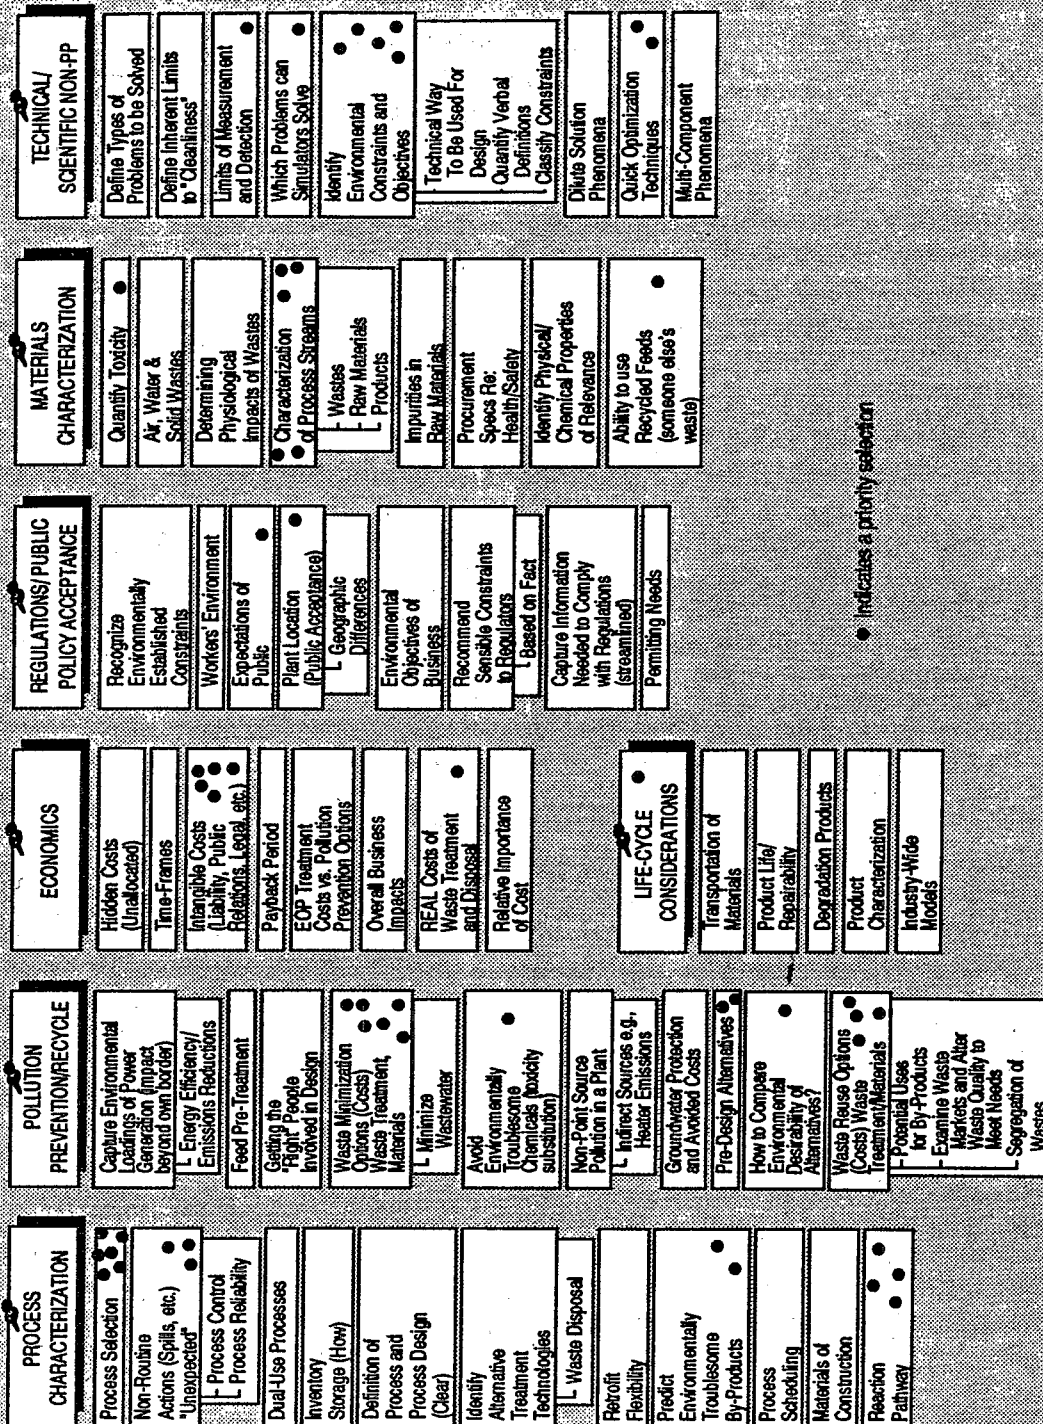 PROCESS
CHARACTERIZATION
Process Selection
Non-Routine
Actions (Spills, etc.)
"Unexpected"
Process Control
Process Reliability
Dual-Use Processes
Inventory
Storage (How)
Definition of
Process and
Process Design
(Clear)
Identify
Alternative
Treatment
Technologies
Waste Disposal
Retrofit
Flexibility
Predict
Environmentally
Troublesome
By-Products
Process
Scheduling
Materials of
Construction
Reaction
Pathway
POLLUTION
PREVENTION/RECYCLE
Capture Environmental
Loadings of Power
Generation (Impact
beyond own border)
Energy Efficiency/
Emissions Reductions
Feed Pre-Treatment
Getting the
"Right" People
Involved in Design
Waste Minimization
Options (Costs)
Waste Treatment,
Materials
Minimize
Wastewater
Avoid
Environmentally
Troublesome
Chemicals (toxicity
substitution)
Non-Point Source
Pollution in a Plant
Indirect Sources e.g.,
Heater Emissions
Groundwater Protection
and Avoided Costs
Pre-Design Alternatives
How to Compare
Environmental
Desirability of
Alternatives?
Waste Reuse Options
(Costs) Waste
Treatment/Materials
Potential Uses
for By-Products
Examine Waste
Markets and Alter
Waste Quality to
Meet Needs
Segregation of
Wastes
ECONOMICS
Hidden Costs
(Unallocated)
Time-Frames
Intangible Costs
(Liability, Public
Relations, Legal, etc.)
Payback Period
EOP Treatment
Costs vs. Pollution
Prevention Options
Overall Business
Impacts
REAL Costs of
Waste Treatment
and Disposal
Relative Importance
of Cost
LIFE-CYCLE
CONSIDERATIONS
Transportation of
Materials
Product Life/
Repairability
Degradation Products
Product
Characterization
Industry-Wide
Models
REGULATIONS/PUBLIC
POLICY ACCEPTANCE
Recognize
Environmentally
Established
Constraints
Workers' Environment
Expectations of
Public
Plant Location
(Public Acceptance)
Geographic
Differences
Environmental
Objectives of
Business
Recommend
Sensible Constraints
to Regulators
Based on Fact
Capture Information
Needed to Comply
with Regulations
(streamlined)
Permitting Needs
MATERIALS
CHARACTERIZATION
Quantify Toxicity
Air, Water &
Solid Wastes
Determining
Physiological
Impacts of Wastes
Characterization
of Process Streams
Wastes
Raw Materials
Products
Impurities in
Raw Materials
Procurement
Specs Re:
Health/Safety
Identify Physical/
Chemical Properties
of Relevance
Ability to use
Recycled Feeds
(someone else's
waste)
TECHNICAL/
SCIENTIFIC NON-PP
Define Types of
Problems to be Solved
Define Inherent Limits
to "Cleanliness"
Limits of Measurement
and Detection
Which Problems can
Simulators Solve
Identify
Environmental
Constraints and
Objectives
Technical Way
To Be Used For
Design
Quantify Verbal
Definitions
Classify Constraints
Dilute Solution
Phenomena
Quick Optimization
Techniques
Multi-Component
Phenomena
● Indicates a priority selection